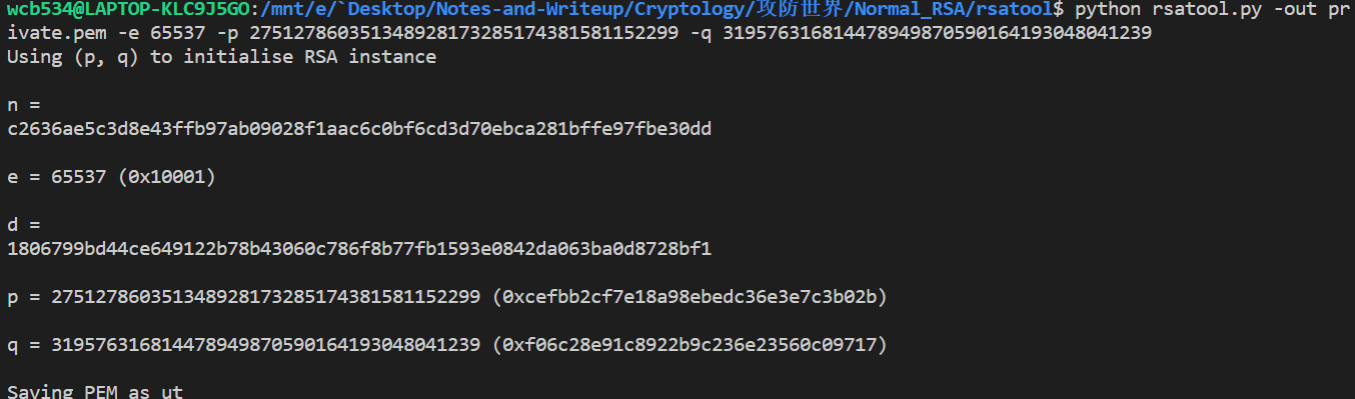 wcb534@LAPTOP-KLC9J5GO:/mnt/e/`Desktop/Notes-and-Writeup/Cryptology/攻防世界/Normal_RSA/rsatool$ python rsatool.py -out pr
ivate.pem -e 65537 -p 275127860351348928173285174381581152299 -q 319576316814478949870590164193048041239
Using (p, q) to initialise RSA instance
n =
c2636ae5c3d8e43ffb97ab09028f1aac6c0bf6cd3d70ebca281bffe97fbe30dd
e = 65537 (0x10001)
d =
1806799bd44ce649122b78b43060c786f8b77fb1593e0842da063ba0d8728bf1
p = 275127860351348928173285174381581152299 (0xcefbb2cf7e18a98ebedc36e3e7c3b02b)
q = 319576316814478949870590164193048041239 (0xf06c28e91c8922b9c236e23560c09717)
Saving PEM as ut